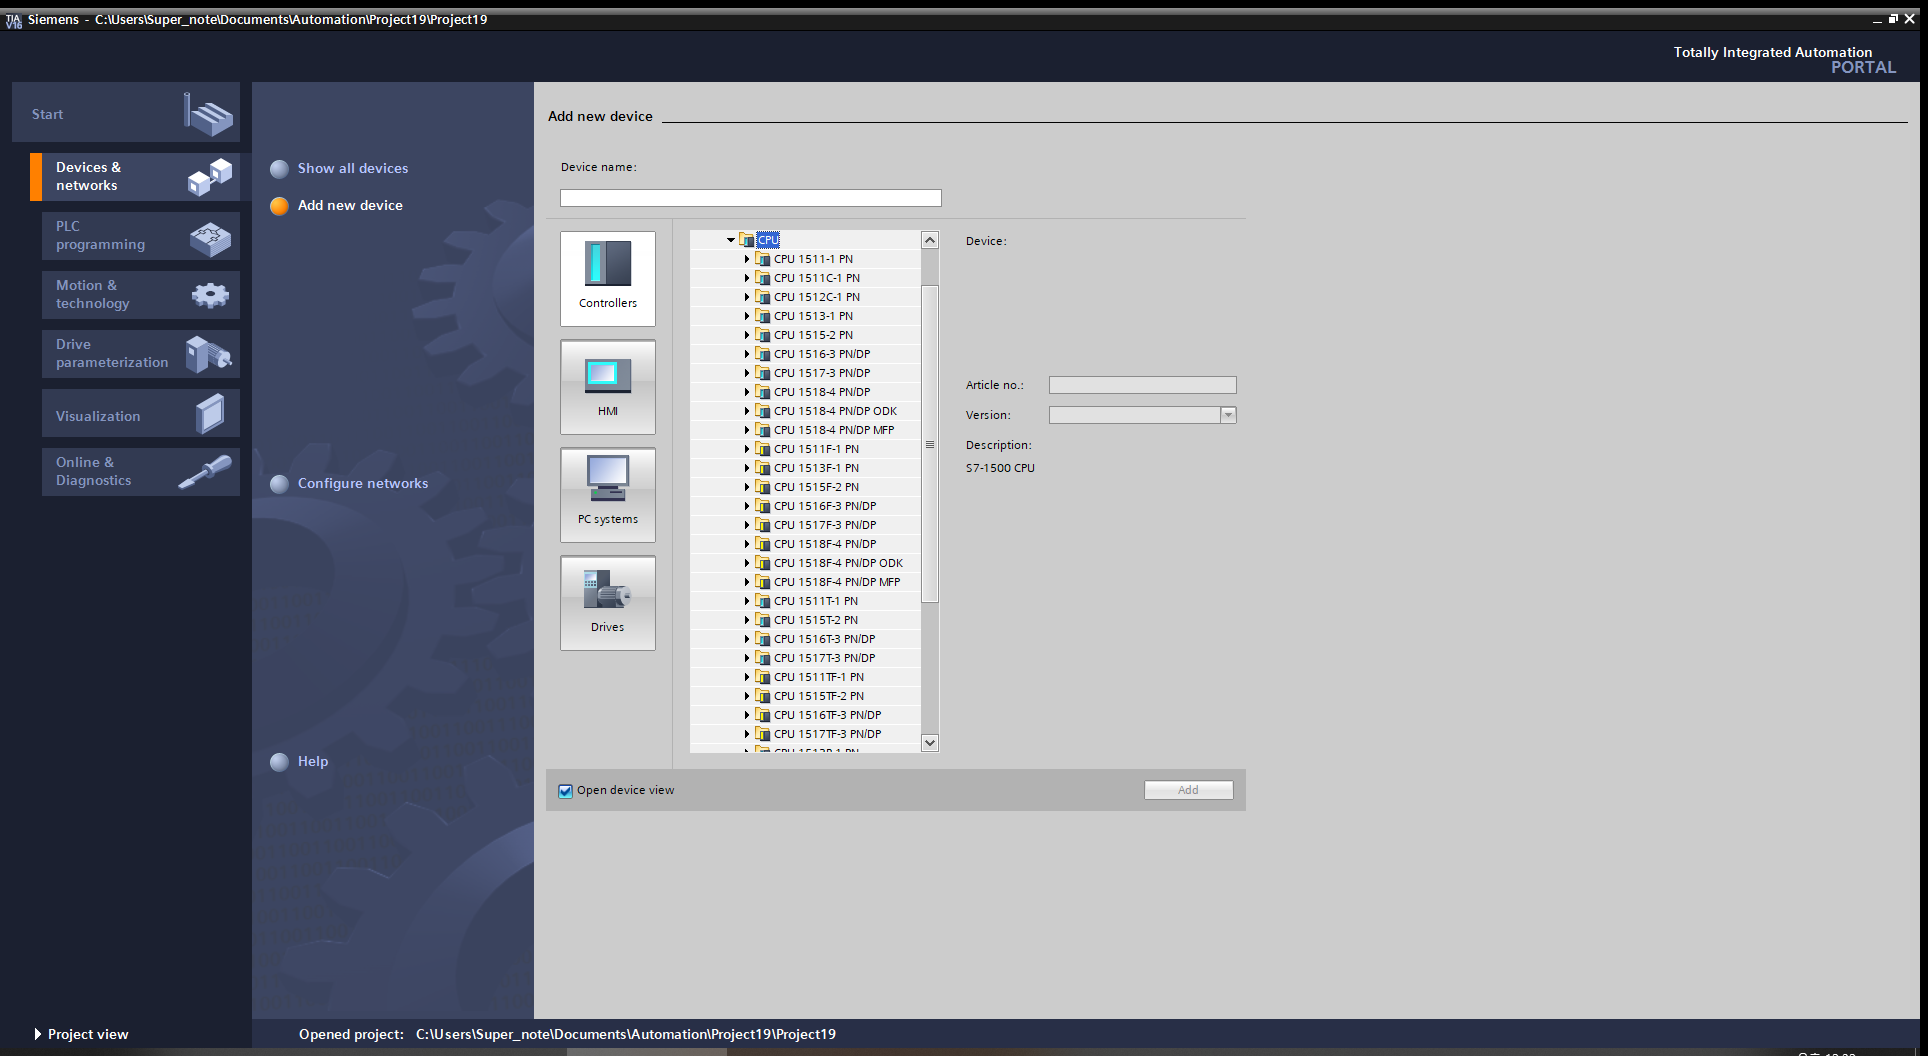 TIA
V16
Siemens - C:\Users\Super_note\Documents\Automation\Project19\Project19
Totally Integrated Automation
PORTAL
Start
Devices &
networks
PLC
programming
Motion &
technology
Drive
parameterization
Visualization
Online &
Diagnostics
Show all devices
Add new device
Configure networks
Help
Add new device
Device name:
Controllers
HMI
PC systems
Drives
CPU
CPU 1511-1 PN
CPU 1511C-1 PN
CPU 1512C-1 PN
CPU 1513-1 PN
CPU 1515-2 PN
CPU 1516-3 PN/DP
CPU 1517-3 PN/DP
CPU 1518-4 PN/DP
CPU 1518-4 PN/DP ODK
CPU 1518-4 PN/DP MFP
CPU 1511F-1 PN
CPU 1513F-1 PN
CPU 1515F-2 PN
CPU 1516F-3 PN/DP
CPU 1517F-3 PN/DP
CPU 1518F-4 PN/DP
CPU 1518F-4 PN/DP ODK
CPU 1518F-4 PN/DP MFP
CPU 1511T-1 PN
CPU 1515T-2 PN
CPU 1516T-3 PN/DP
CPU 1517T-3 PN/DP
CPU 1511TF-1 PN
CPU 1515TF-2 PN
CPU 1516TF-3 PN/DP
CPU 1517TF-3 PN/DP
Device:
Article no.:
Version:
Description:
S7-1500 CPU
Open device view
Add
Project view
Opened project: C:\Users\Super_note\Documents\Automation\Project19\Project19